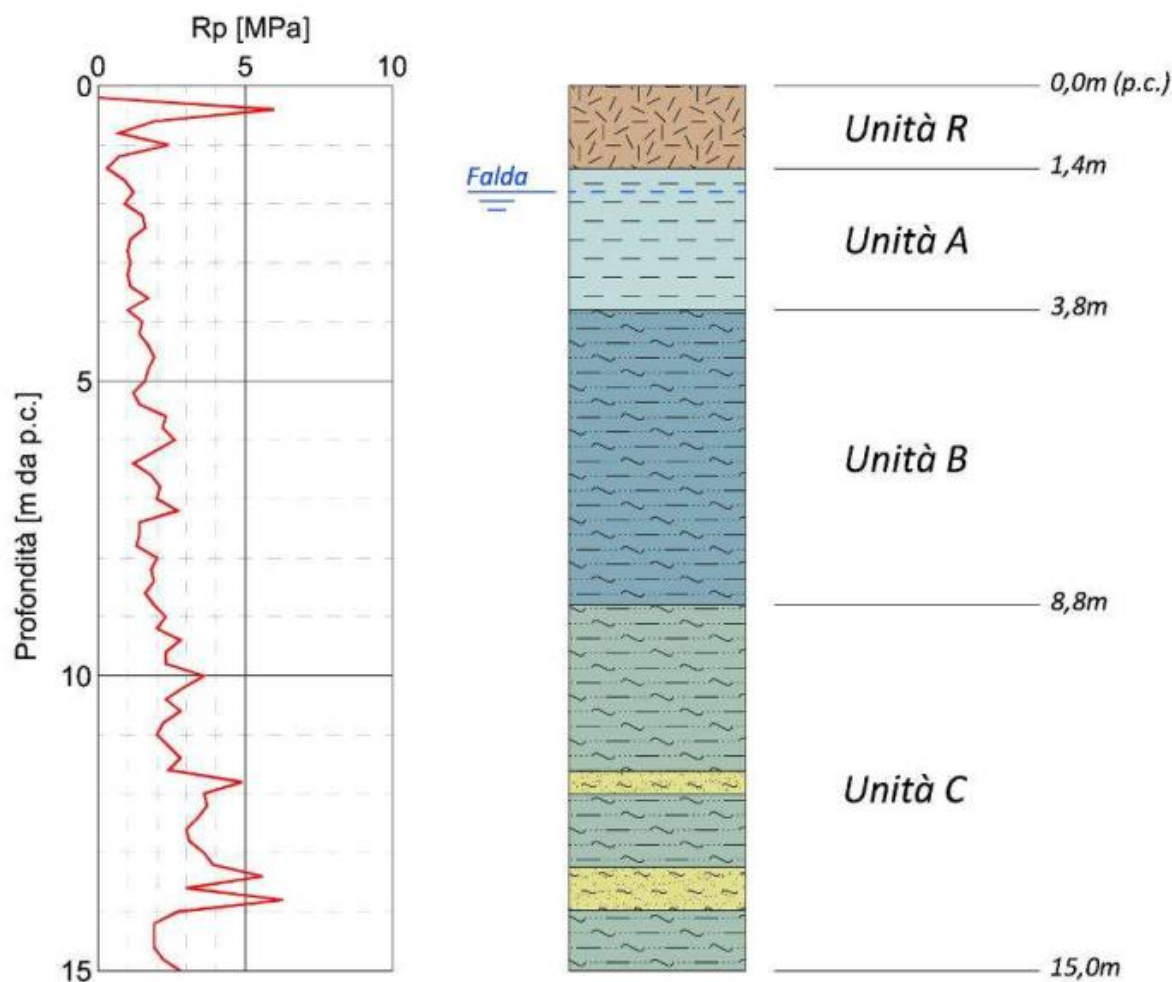 Rp [MPa]
0 5 10
0
5
10
15
Profondità [m da p.c.]
Falda
0,0m (p.c.)
Unità R
1,4m
Unità A
3,8m
Unità B
8,8m
Unità C
15,0m